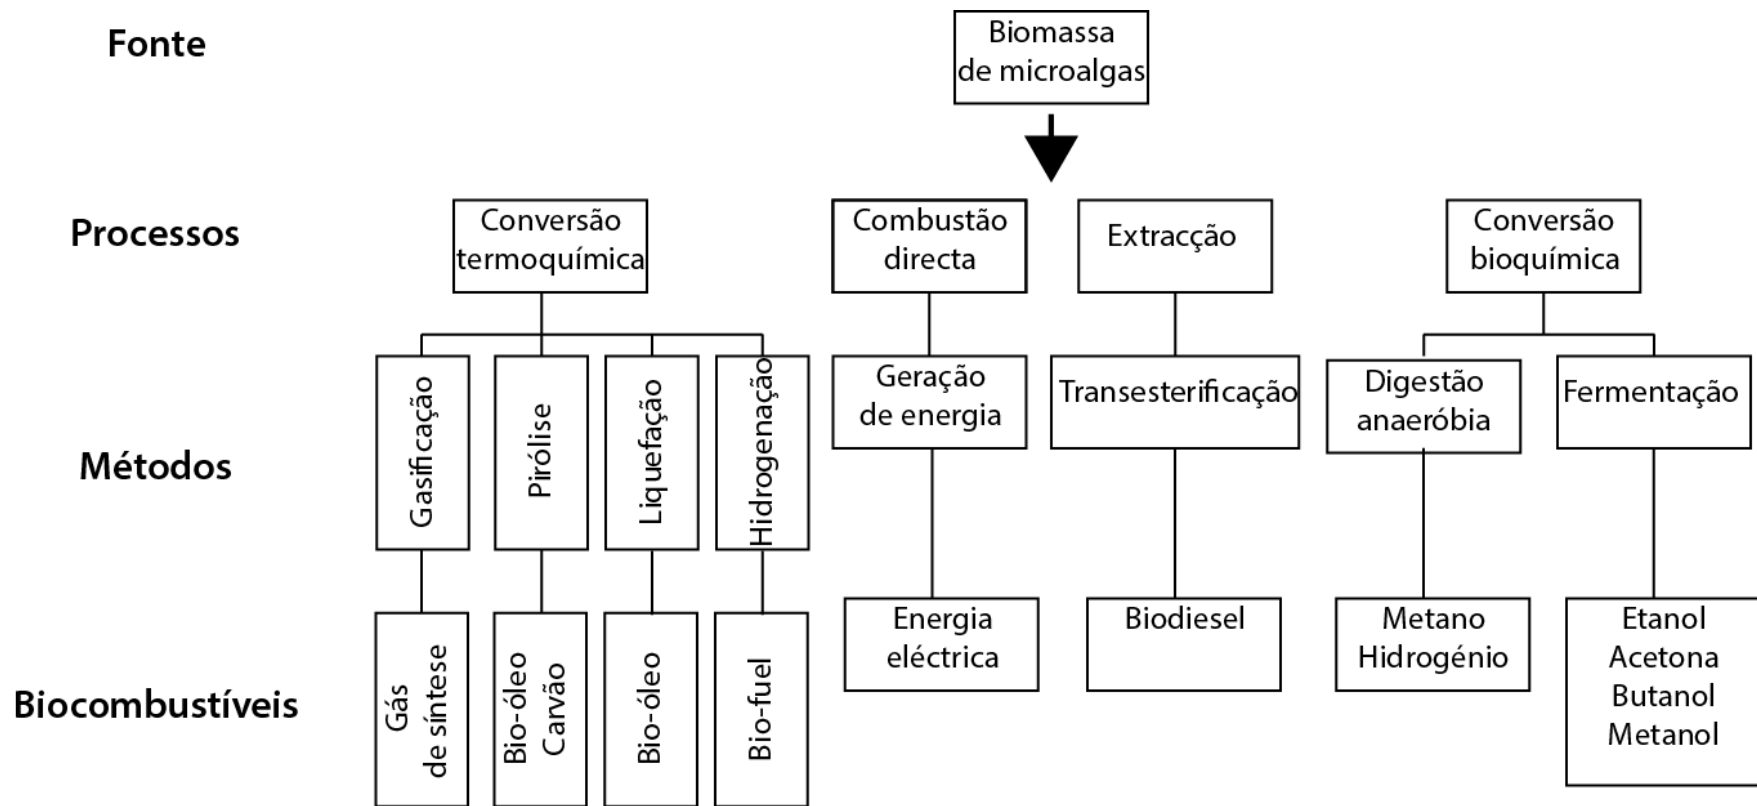 Fonte
Biomassa
de microalgas
Processos
Conversão
termoquímica
Combustão
directa
Extracção
Conversão
bioquímica
Métodos
Gasificação
Pirólise
Liquefação
Hidrogenação
Geração
de energia
Transesterificação
Digestão
anaeróbia
Fermentação
Biocombustíveis
Gás
de síntese
Bio-óleo
Carvão
Bio-óleo
Bio-fuel
Energia
eléctrica
Biodiesel
Metano
Hidrogénio
Etanol
Acetona
Butanol
Metanol